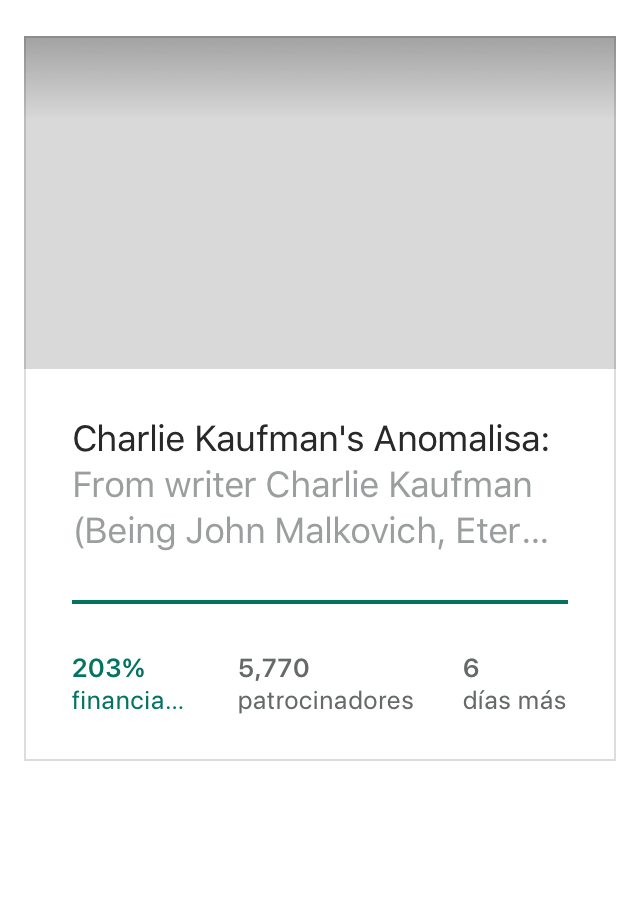 Charlie Kaufman's Anomalisa:
From writer Charlie Kaufman
(Being John Malkovich, Eter...
203%
financia...
5,770
patrocinadores
6
días más